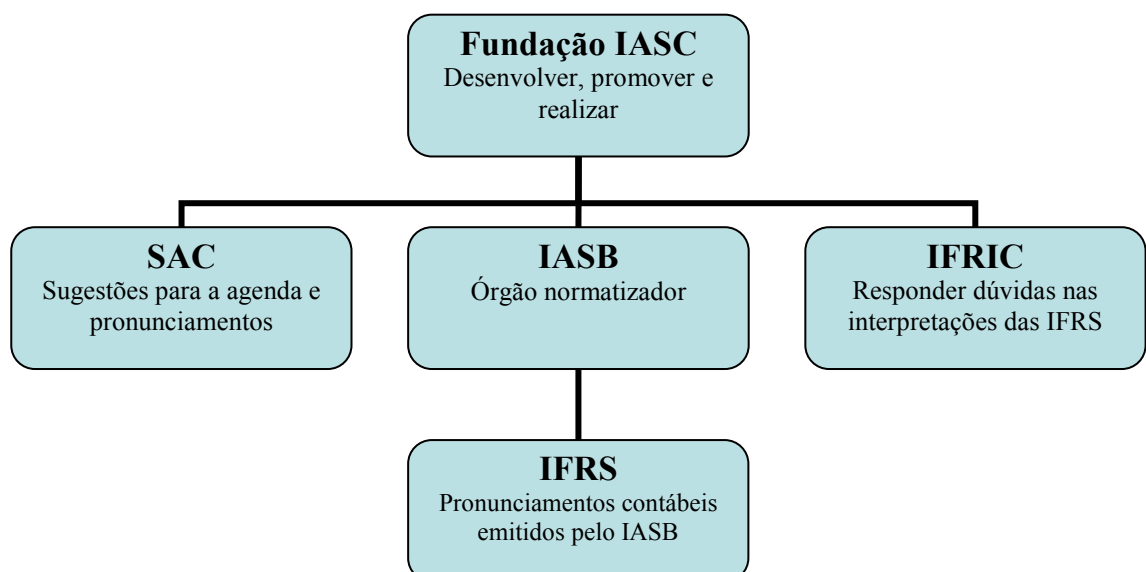 Fundação IASC
Desenvolver, promover e
realizar
SAC
Sugestões para a agenda e
pronunciamentos
IASB
Órgão normatizador
IFRIC
Responder dúvidas nas
interpretações das IFRS
IFRS
Pronunciamentos contábeis
emitidos pelo IASB